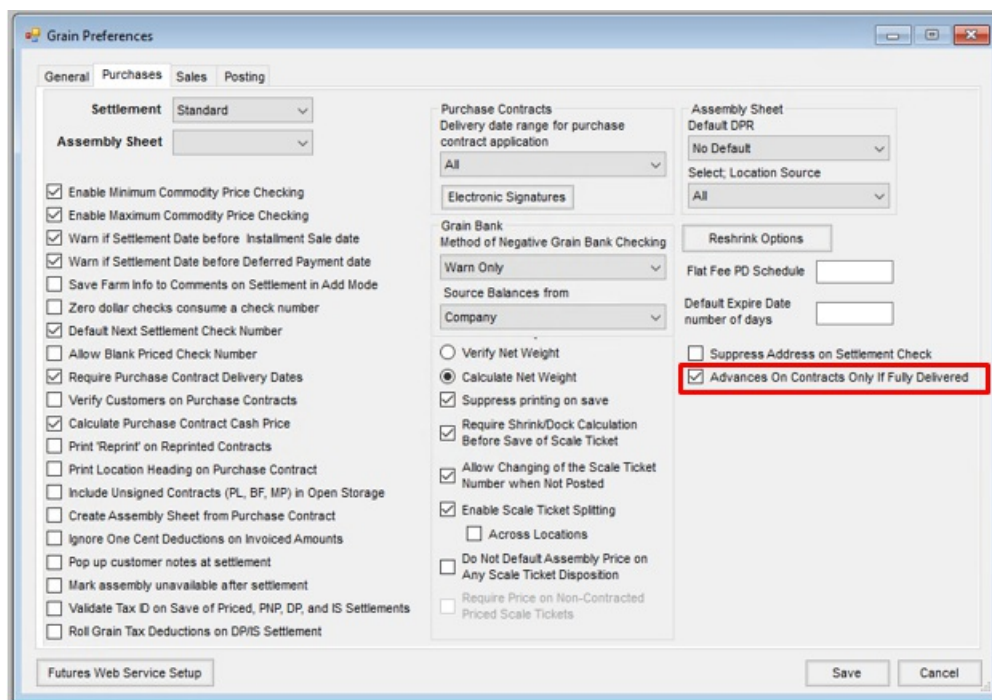 Grain Preferences
General Purchases Sales Posting
Settlement Standard
Assembly Sheet
Enable Minimum Commodity Price Checking
Enable Maximum Commodity Price Checking
Warn if Settlement Date before Installment Sale date
Warn if Settlement Date before Deferred Payment date
Save Farm Info to Comments on Settlement in Add Mode
Zero dollar checks consume a check number
Default Next Settlement Check Number
Allow Blank Priced Check Number
Require Purchase Contract Delivery Dates
Verify Customers on Purchase Contracts
Calculate Purchase Contract Cash Price
Print 'Reprint' on Reprinted Contracts
Print Location Heading on Purchase Contract
Include Unsigned Contracts (PL, BF, MP) in Open Storage
Create Assembly Sheet from Purchase Contract
Ignore One Cent Deductions on Invoiced Amounts
Pop up customer notes at settlement
Mark assembly unavailable after settlement
Validate Tax ID on Save of Priced, PNP, DP, and IS Settlements
Roll Grain Tax Deductions on DP/IS Settlement
Purchase Contracts
Delivery date range for purchase
contract application
All
Electronic Signatures
Grain Bank
Method of Negative Grain Bank Checking
Warn Only
Source Balances from
Company
Verify Net Weight
Calculate Net Weight
Suppress printing on save
Require Shrink/Dock Calculation
Before Save of Scale Ticket
Allow Changing of the Scale Ticket
Number when Not Posted
Enable Scale Ticket Splitting
Across Locations
Do Not Default Assembly Price on
Any Scale Ticket Disposition
Require Price on Non-Contracted
Priced Scale Tickets
Assembly Sheet
Default DPR
No Default
Select; Location Source
All
Reshrink Options
Flat Fee PD Schedule
Default Expire Date
number of days
Suppress Address on Settlement Check
Advances On Contracts Only If Fully Delivered
Futures Web Service Setup
Save
Cancel